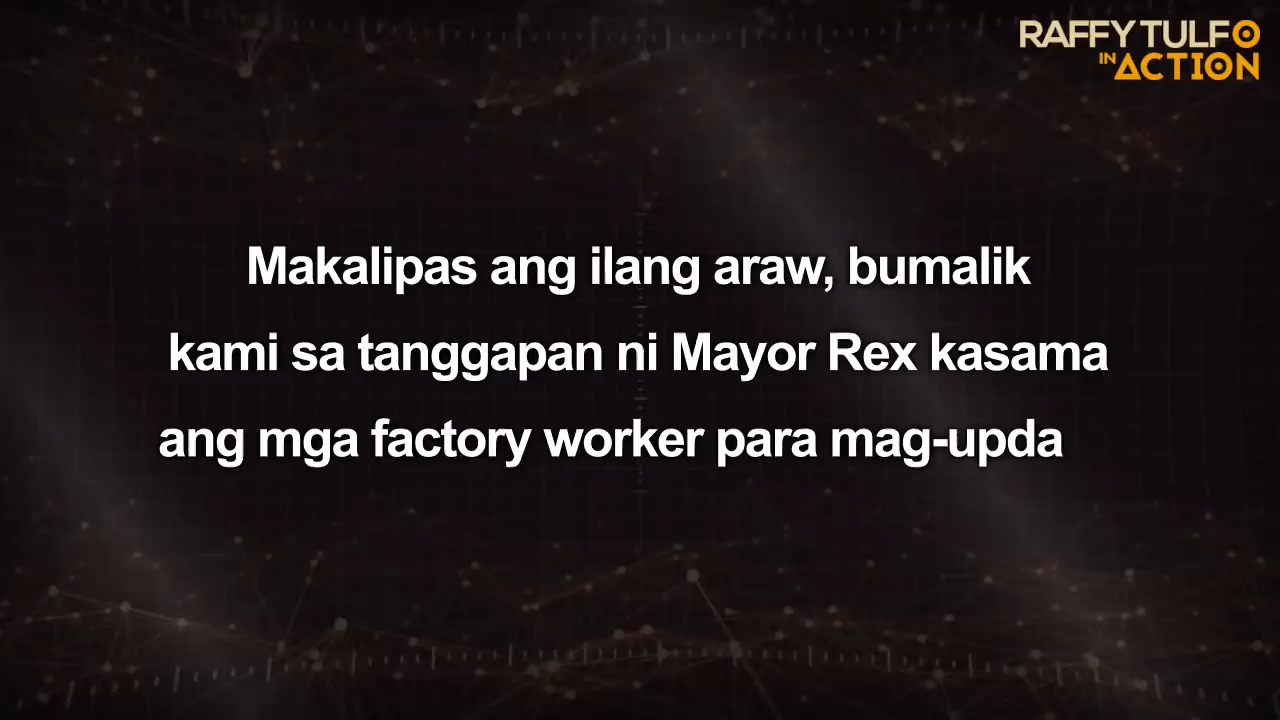 RAFFY TULFO
IN ACTION
Makalipas ang ilang araw, bumalik
kami sa tanggapan ni Mayor Rex kasama
ang mga factory worker para mag-upda